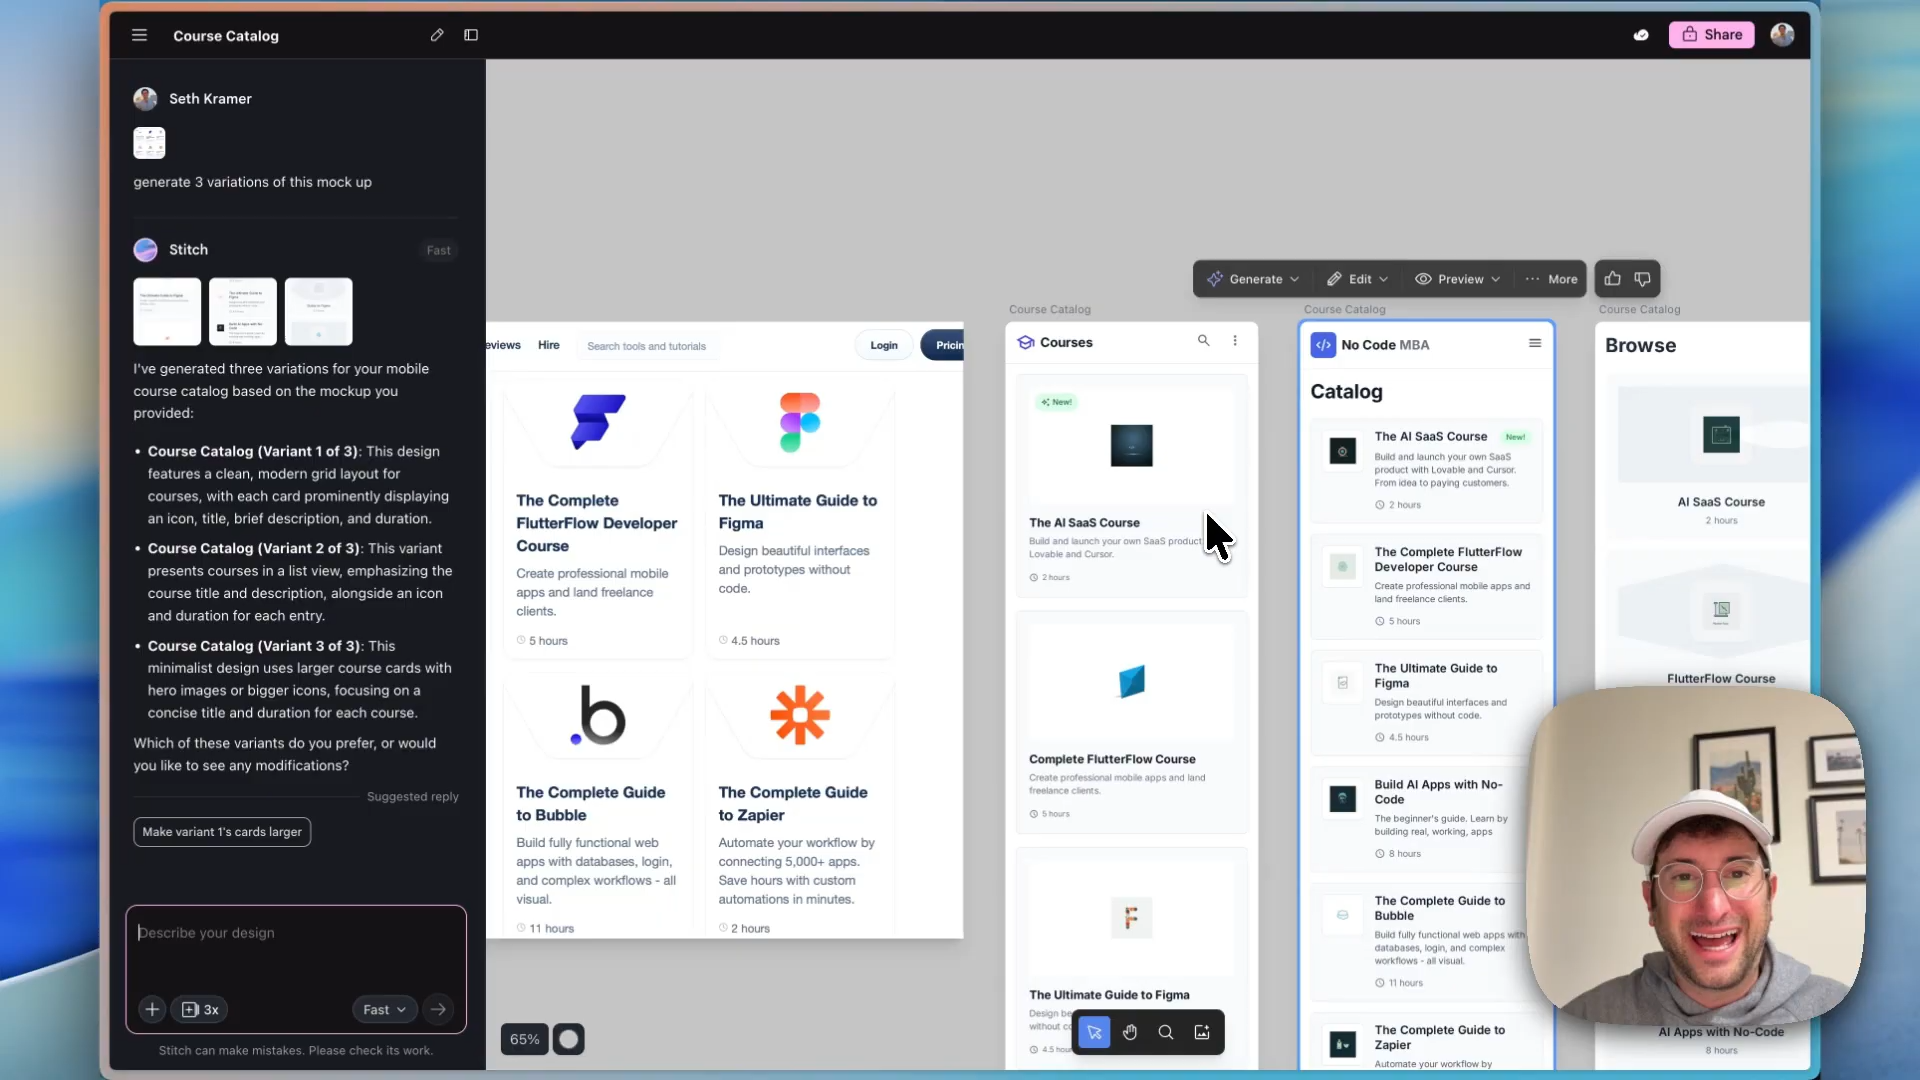 Course Catalog
Share
Seth Kramer
generate 3 variations of this mock up
Stitch
Fast
I've generated three variations for your mobile
course catalog based on the mockup you
provided:
• Course Catalog (Variant 1 of 3): This design
features a clean, modern grid layout for
courses, with each card prominently displaying
an icon, title, brief description, and duration.
• Course Catalog (Variant 2 of 3): This variant
presents courses in a list view, emphasizing the
course title and description, alongside an icon
and duration for each entry.
• Course Catalog (Variant 3 of 3): This
minimalist design uses larger course cards with
hero images or bigger icons, focusing on a
concise title and duration for each course.
Which of these variants do you prefer, or would
you like to see any modifications?
Suggested reply
Make variant 1's cards larger
Describe your design
3x
Fast
Stitch can make mistakes. Please check its work.
eviews
Hire
Search tools and tutorials
Login
Pricin
The Complete
FlutterFlow Developer
Course
Create professional mobile
apps and land freelance
clients.
5 hours
The Ultimate Guide to
Figma
Design beautiful interfaces
and prototypes without
code.
4.5 hours
The Complete Guide
to Bubble
Build fully functional web
apps with databases, login,
and complex workflows - all
visual.
11 hours
The Complete Guide
to Zapier
Automate your workflow by
connecting 5,000+ apps.
Save hours with custom
automations in minutes.
2 hours
65%
Generate
Edit
Preview
More
Course Catalog
Courses
New!
The AI SaaS Course
Build and launch your own SaaS product
Lovable and Cursor.
2 hours
Complete FlutterFlow Course
Create professional mobile apps and land
freelance clients.
5 hours
The Ultimate Guide to Figma
Design be
without co
4.5 hour
Course Catalog
No Code MBA
Catalog
The AI SaaS Course
New!
Build and launch your own SaaS
product with Lovable and Cursor.
From idea to paying customers.
2 hours
The Complete FlutterFlow
Developer Course
Create professional mobile apps and
land freelance clients.
5 hours
The Ultimate Guide to
Figma
Design beautiful interfaces and
prototypes without code.
4.5 hours
Build AI Apps with No-
Code
The beginner's guide. Learn by
building real, working, apps
8 hours
The Complete Guide to
Bubble
Build fully functional web apps with
databases, login, and complex
workflows - all visual.
11 hours
The Complete Guide to
Zapier
Automate your workflow by
Course Catalog
Browse
AI SaaS Course
2 hours
FlutterFlow Course
AI Apps with No-Code
8 hours